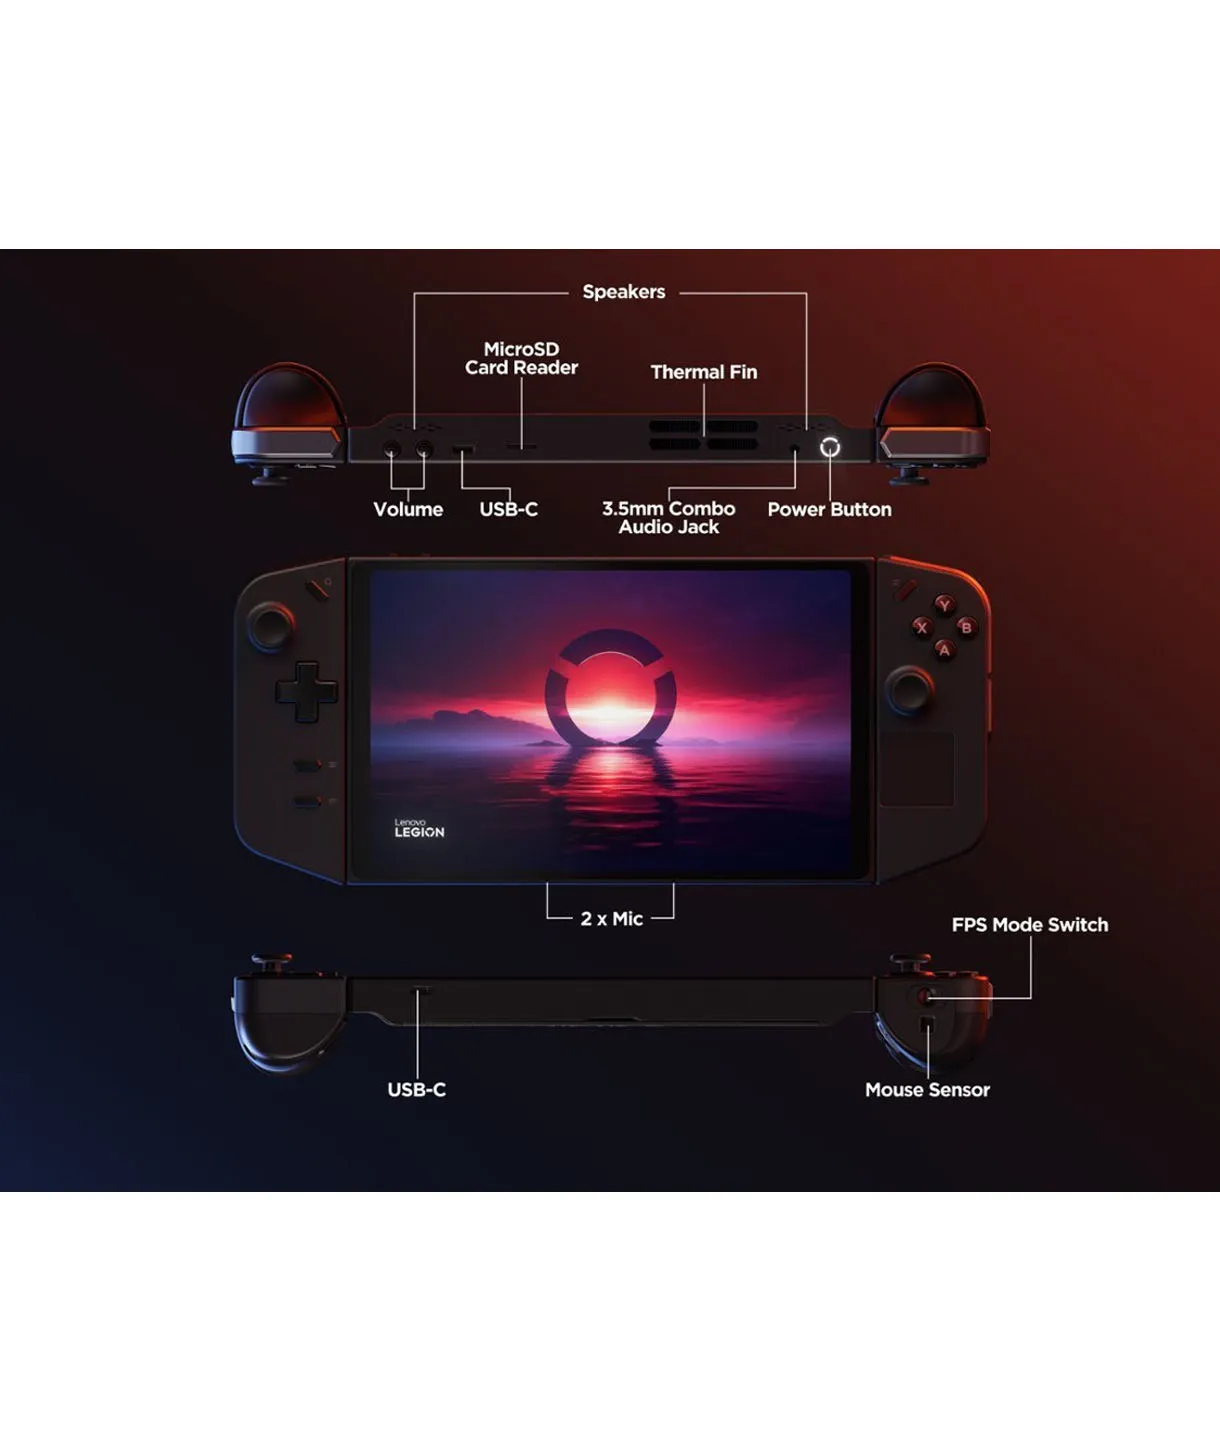 Speakers
MicroSD
Card Reader
Thermal Fin
Volume
USB-C
3.5mm Combo
Audio Jack
Power Button
Y
X
B
A
Lenovo
LEGION
2 x Mic
FPS Mode Switch
USB-C
Mouse Sensor